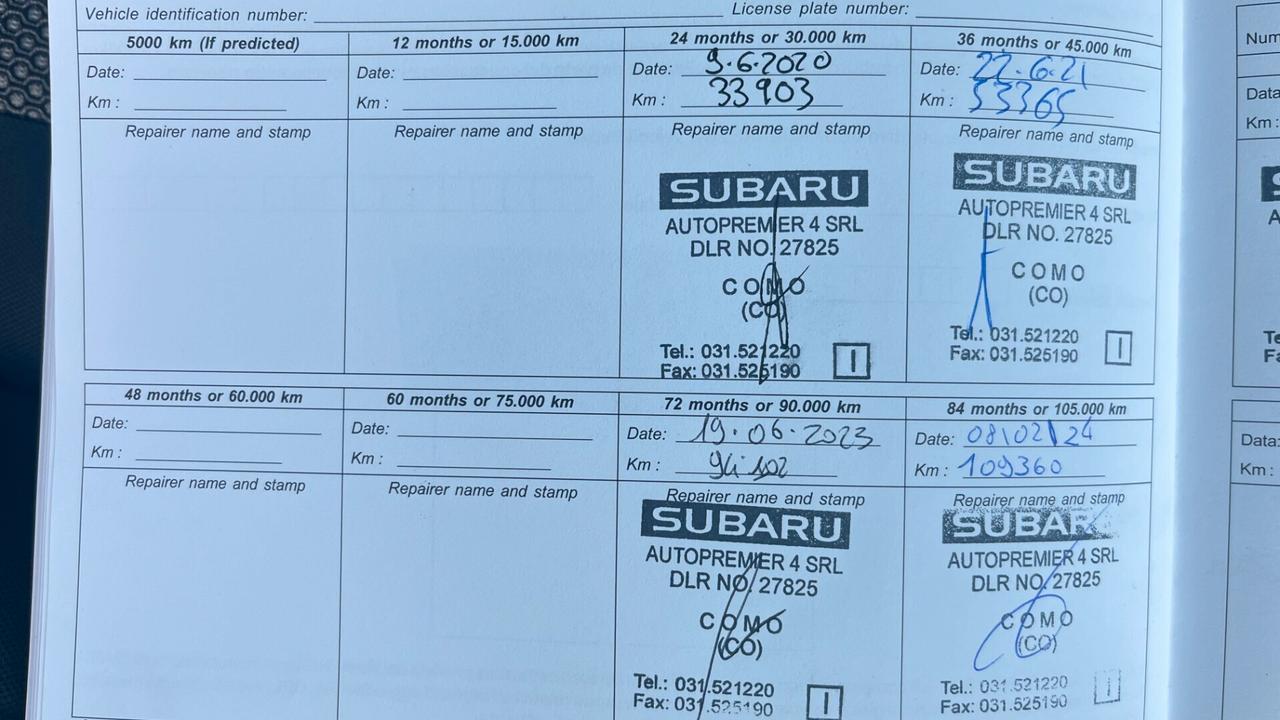 Vehicle identification number:
License plate number:
5000 km (If predicted)
Date:
Km :
Repairer name and stamp
12 months or 15.000 km
Date:
Km :
Repairer name and stamp
24 months or 30.000 km
Date: 9.6.2020
Km : 33903
Repairer name and stamp
SUBARU
AUTOPREMIER 4 SRL
DLR NO. 27825
COMO
(CO)
Tel.: 031.521220
Fax: 031.525190
I
36 months or 45.000 km
Date: 22.6.21
Km : 53365
Repairer name and stamp
SUBARU
AUTOPREMIER 4 SRL
DLR NO. 27825
COMO
(CO)
Tel.: 031.521220
Fax: 031.525190
I
48 months or 60.000 km
Date:
Km :
Repairer name and stamp
60 months or 75.000 km
Date:
Km :
Repairer name and stamp
72 months or 90.000 km
Date: 19.06.2023
Km :
Repairer name and stamp
SUBARU
AUTOPREMIER 4 SRL
DLR NO. 27825
COMO
(CO)
Tel.: 031.521220
Fax: 031.525190
I
84 months or 105.000 km
Date: 08\02\24
Km : 109360
Repairer name and stamp
SUBAR
AUTOPREMIER 4 SRL
DLR NO. 27825
COMO
(CO)
Tel.: 031.521220
Fax: 031.525190
I
Num
Data
Km :
S
A
Te
Fa
Data:
Km :